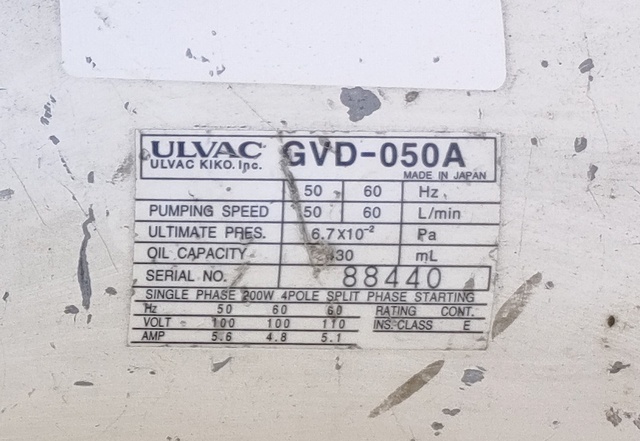 ULVAC GVD-050A
ULVAC KIKO. Inc. MADE IN JAPAN
50 60 Hz
PUMPING SPEED 50 60 L/min
ULTIMATE PRES. 6.7X10⁻² Pa
OIL CAPACITY mL
SERIAL NO. 88440
SINGLE PHASE 200W 4POLE SPLIT PHASE STARTING
Hz 50 60 60 RATING CONT.
VOLT 100 100 110 INS.CLASS E
AMP 5.6 4.8 5.1